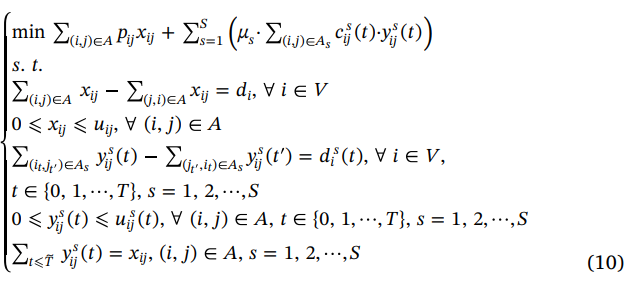 min ∑_{(i,j)∈A} p_{ij}x_{ij} + ∑_{s=1}^{S} (μ_s·∑_{(i,j)∈A_s} c_{ij}^{s}(t)·y_{ij}^{s}(t))
s. t.
∑_{(i,j)∈A} x_{ij} − ∑_{(j,i)∈A} x_{ij} = d_i, ∀ i ∈ V
0 ⩽ x_{ij} ⩽ u_{ij}, ∀ (i, j) ∈ A
∑_{(i_t,j_{t′})∈A_s} y_{ij}^{s}(t) − ∑_{(j_{t′},i_t)∈A_s} y_{ij}^{s}(t′) = d_i^{s}(t), ∀ i ∈ V,
t ∈ {0, 1,⋯,T}, s = 1, 2,⋯,S
0 ⩽ y_{ij}^{s}(t) ⩽ u_{ij}^{s}(t), ∀ (i, j) ∈ A, t ∈ {0, 1,⋯,T}, s = 1, 2,⋯,S
∑_{t⩽T̃} y_{ij}^{s}(t) = x_{ij}, (i, j) ∈ A, s = 1, 2,⋯,S (10)